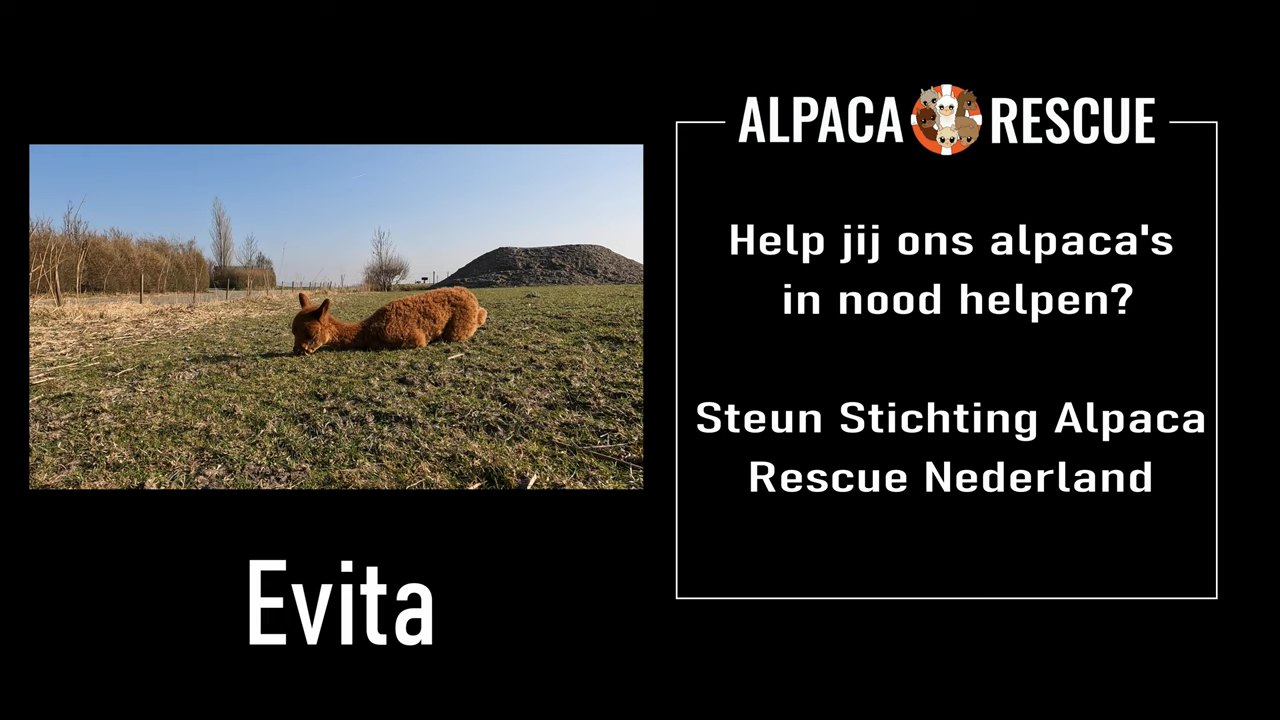 ALPACA RESCUE
Help jij ons alpaca's
in nood helpen?
Steun Stichting Alpaca
Rescue Nederland
Evita